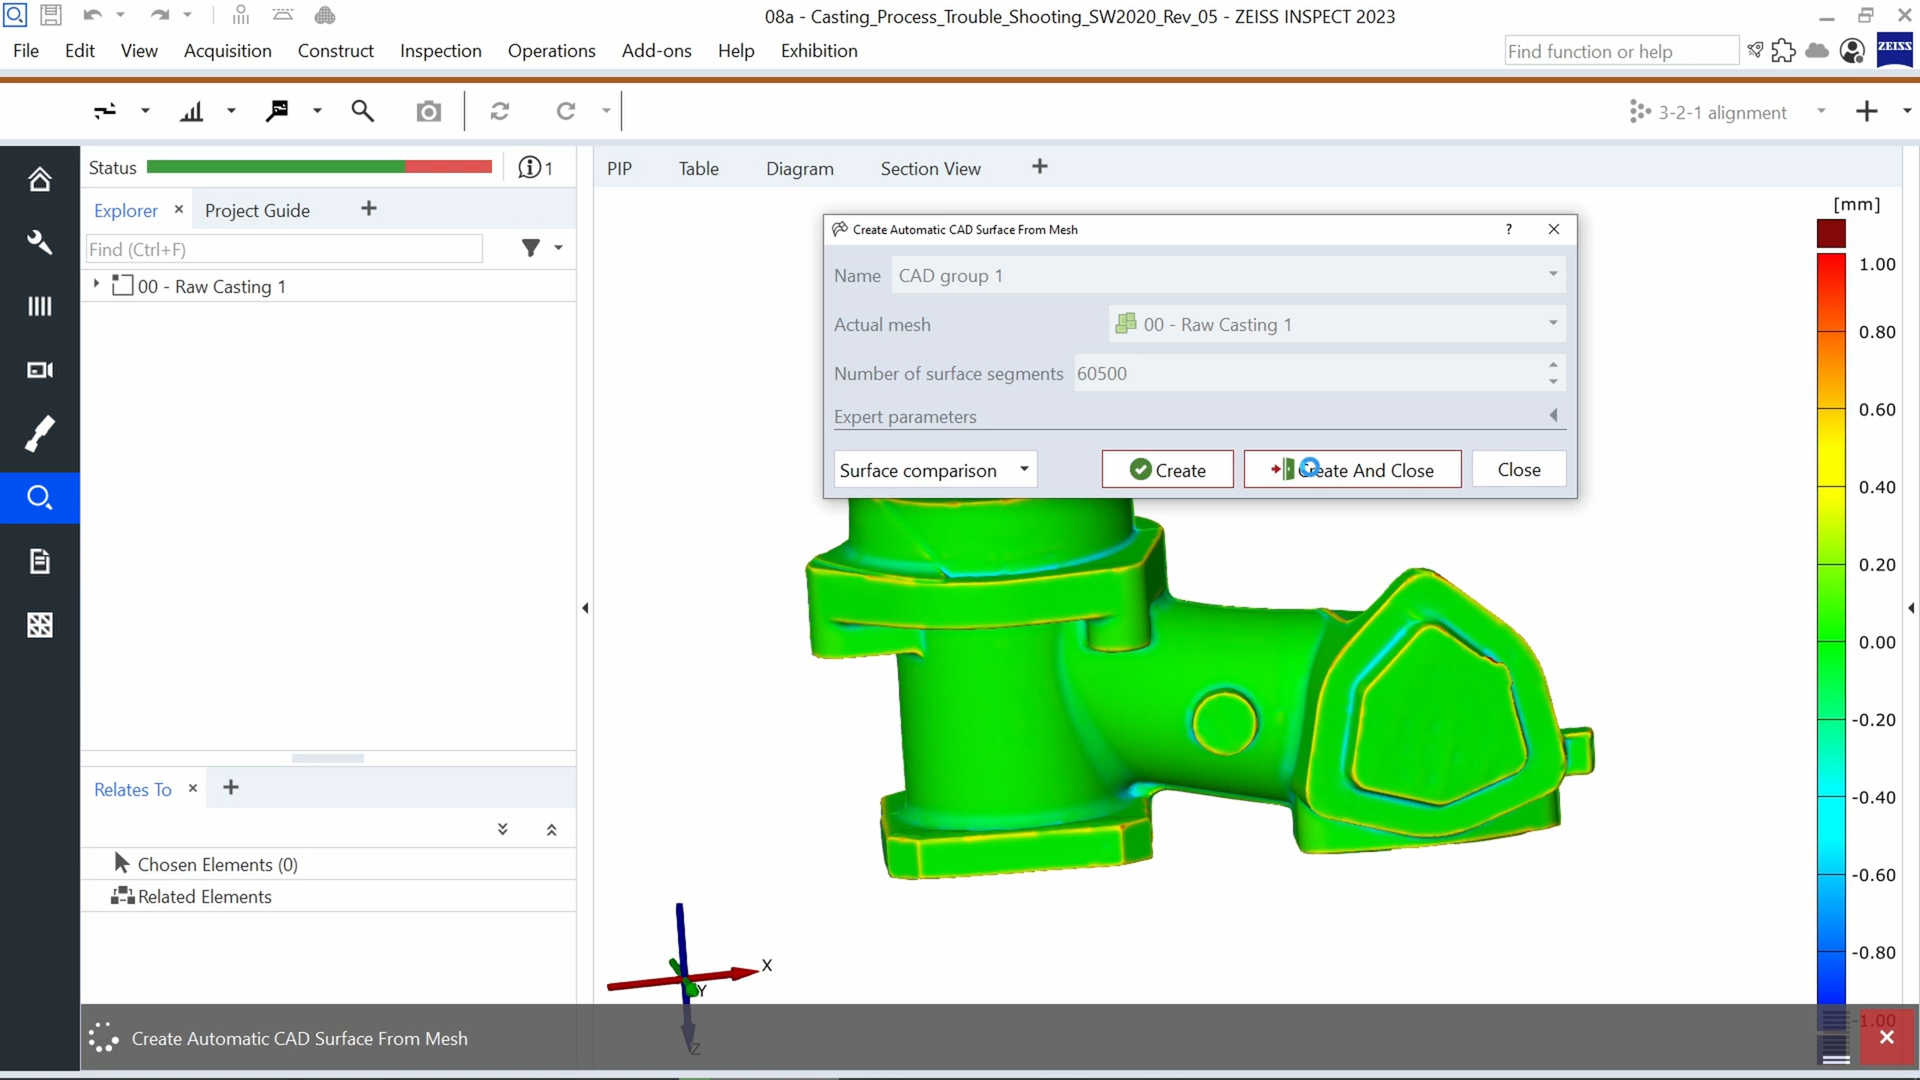 08a - Casting_Process_Trouble_Shooting_SW2020_Rev_05 - ZEISS INSPECT 2023
File Edit View Acquisition Construct Inspection Operations Add-ons Help Exhibition
Find function or help
ZEISS
3-2-1 alignment
Status
1
PIP Table Diagram Section View
Explorer Project Guide
Find (Ctrl+F)
00 - Raw Casting 1
Create Automatic CAD Surface From Mesh
Name CAD group 1
Actual mesh 00 - Raw Casting 1
Number of surface segments 60500
Expert parameters
Surface comparison Create Create And Close Close
[mm]
1.00
0.80
0.60
0.40
0.20
0.00
-0.20
-0.40
-0.60
-0.80
-1.00
Relates To
Chosen Elements (0)
Related Elements
X
Y
Z
Create Automatic CAD Surface From Mesh